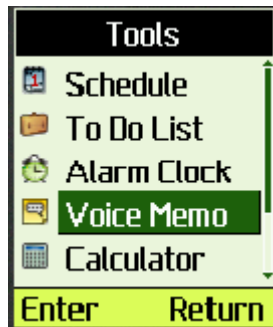 Tools
Schedule
To Do List
Alarm Clock
Voice Memo
Calculator
Enter Return